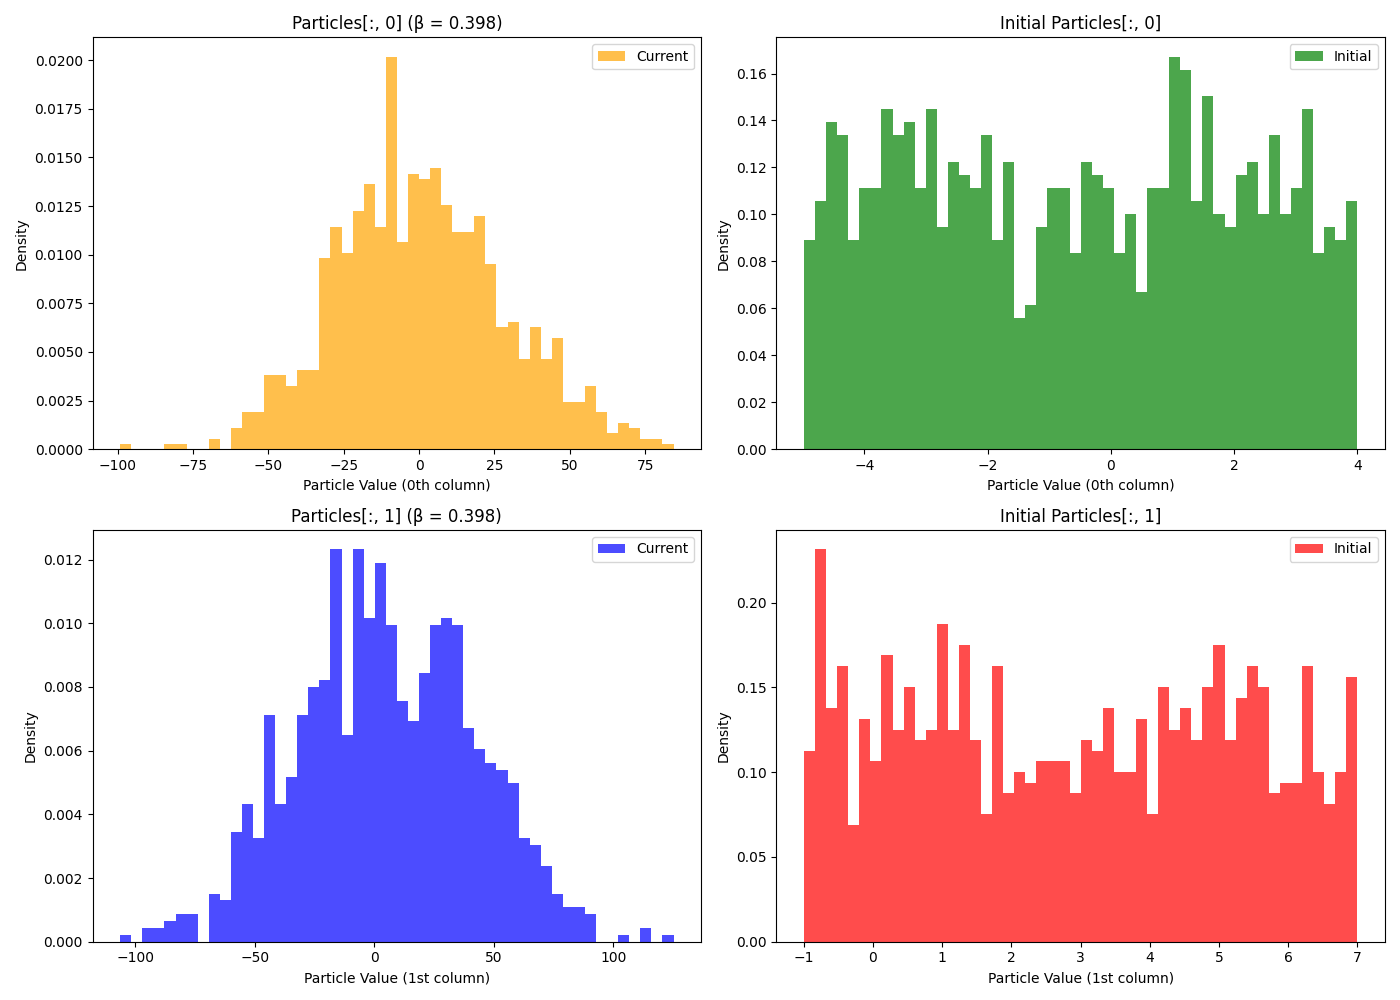 Particles[:, 0] (β = 0.398)
Current
Density
0.0200
0.0175
0.0150
0.0125
0.0100
0.0075
0.0050
0.0025
0.0000
−100 −75 −50 −25 0 25 50 75
Particle Value (0th column)
Initial Particles[:, 0]
Initial
Density
0.16
0.14
0.12
0.10
0.08
0.06
0.04
0.02
0.00
−4 −2 0 2 4
Particle Value (0th column)
Particles[:, 1] (β = 0.398)
Current
Density
0.012
0.010
0.008
0.006
0.004
0.002
0.000
−100 −50 0 50 100
Particle Value (1st column)
Initial Particles[:, 1]
Initial
Density
0.20
0.15
0.10
0.05
0.00
−1 0 1 2 3 4 5 6 7
Particle Value (1st column)